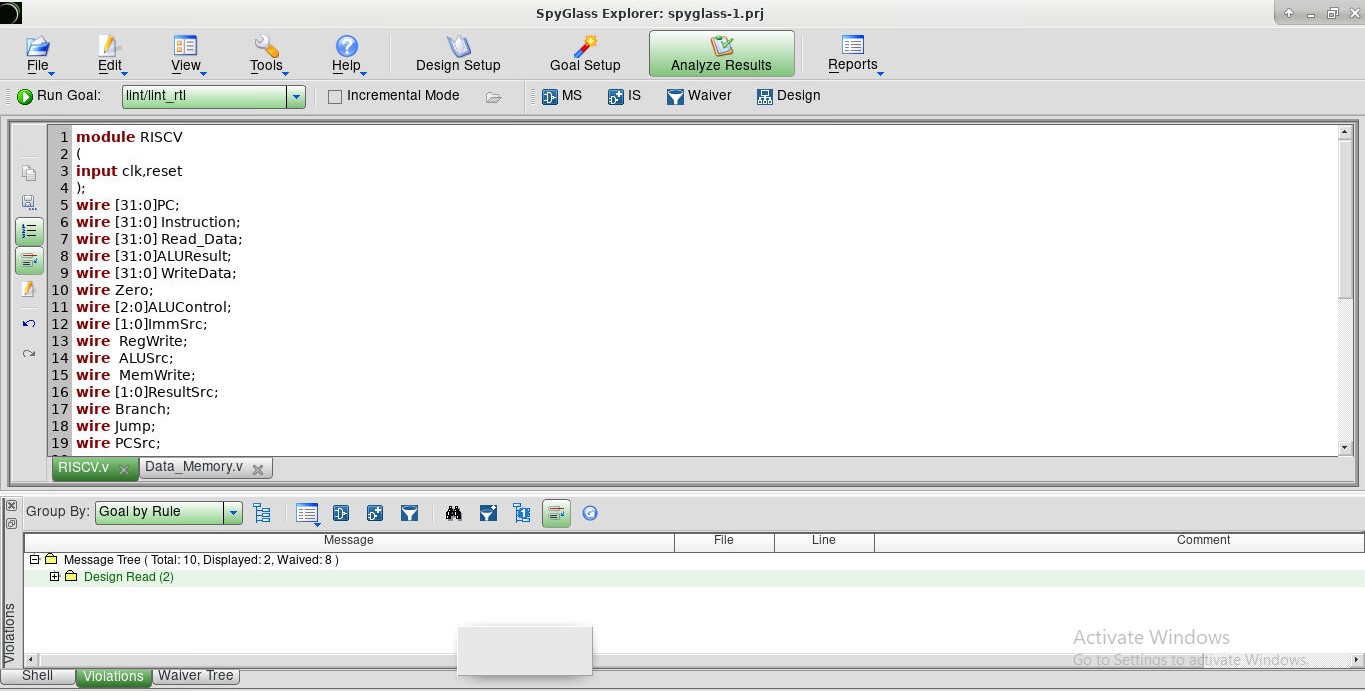 SpyGlass Explorer: spyglass-1.prj
File Edit View Tools Help Design Setup Goal Setup Analyze Results Reports
Run Goal: lint/lint_rtl Incremental Mode MS IS Waiver Design
1 module RISCV
2 (
3 input clk,reset
4 );
5 wire [31:0]PC;
6 wire [31:0] Instruction;
7 wire [31:0] Read_Data;
8 wire [31:0]ALUResult;
9 wire [31:0] WriteData;
10 wire Zero;
11 wire [2:0]ALUControl;
12 wire [1:0]ImmSrc;
13 wire  RegWrite;
14 wire  ALUSrc;
15 wire  MemWrite;
16 wire [1:0]ResultSrc;
17 wire Branch;
18 wire Jump;
19 wire PCSrc;
RISCV.v Data_Memory.v
Group By: Goal by Rule
Message File Line Comment
Message Tree ( Total: 10, Displayed: 2, Waived: 8 )
Design Read (2)
Violations
Activate Windows
Go to Settings to activate Windows.
Shell Violations Waiver Tree